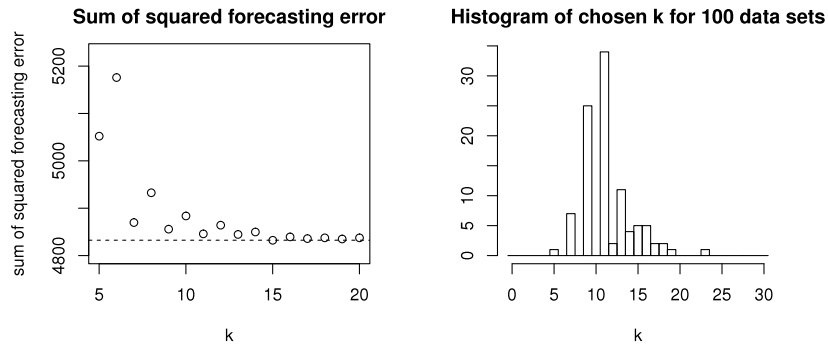 Sum of squared forecasting error
sum of squared forecasting error
5200
5000
4800
5 10 15 20
k
Histogram of chosen k for 100 data sets
30
20
10
5
0
0 5 10 15 20 25 30
k